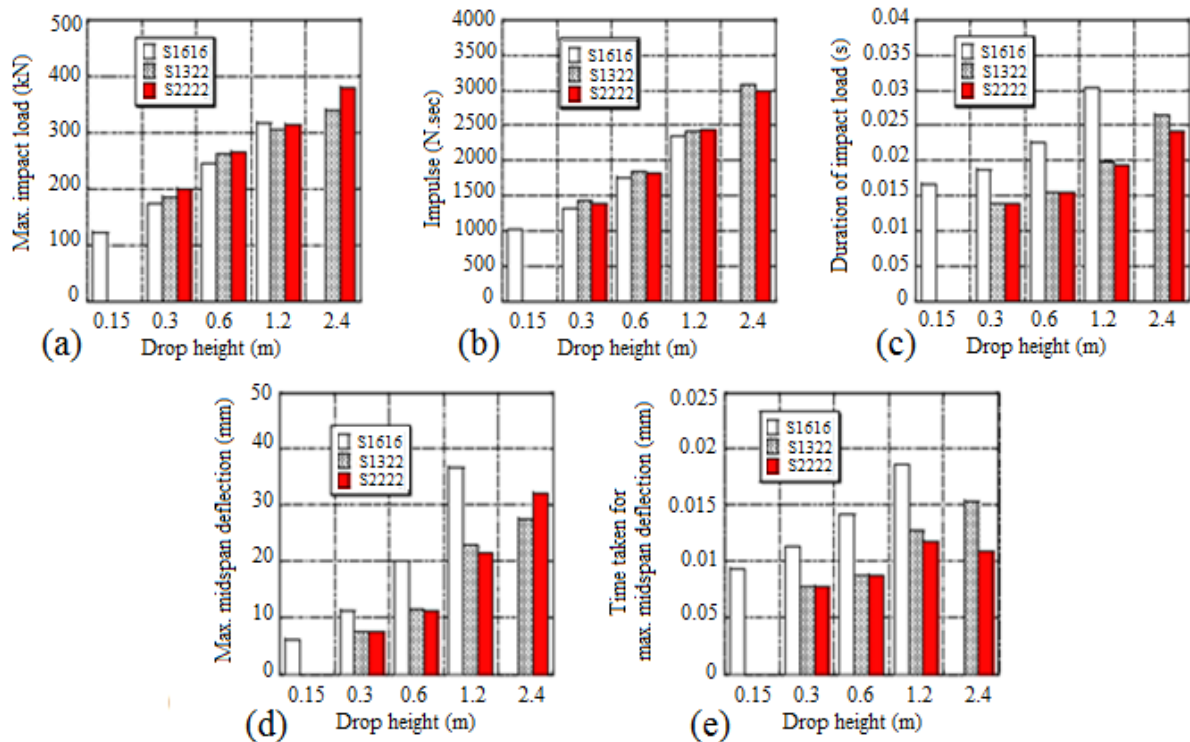 Max. impact load (kN)
500
400
300
200
100
0
S1616
S1322
S2222
0.15 0.3 0.6 1.2 2.4
(a) Drop height (m)
Impulse (N.sec)
4000
3500
3000
2500
2000
1500
1000
500
0
S1616
S1322
S2222
0.15 0.3 0.6 1.2 2.4
(b) Drop height (m)
Duration of impact load (s)
0.04
0.035
0.03
0.025
0.02
0.015
0.01
0.05
0
S1616
S1322
S2222
0.15 0.3 0.6 1.2 2.4
(c) Drop height (m)
Max. midspan deflection (mm)
50
40
30
20
10
0
S1616
S1322
S2222
0.15 0.3 0.6 1.2 2.4
(d) Drop height (m)
Time taken for
max. midspan deflection (mm)
0.025
0.02
0.015
0.01
0.05
0
S1616
S1322
S2222
0.15 0.3 0.6 1.2 2.4
(e) Drop height (m)